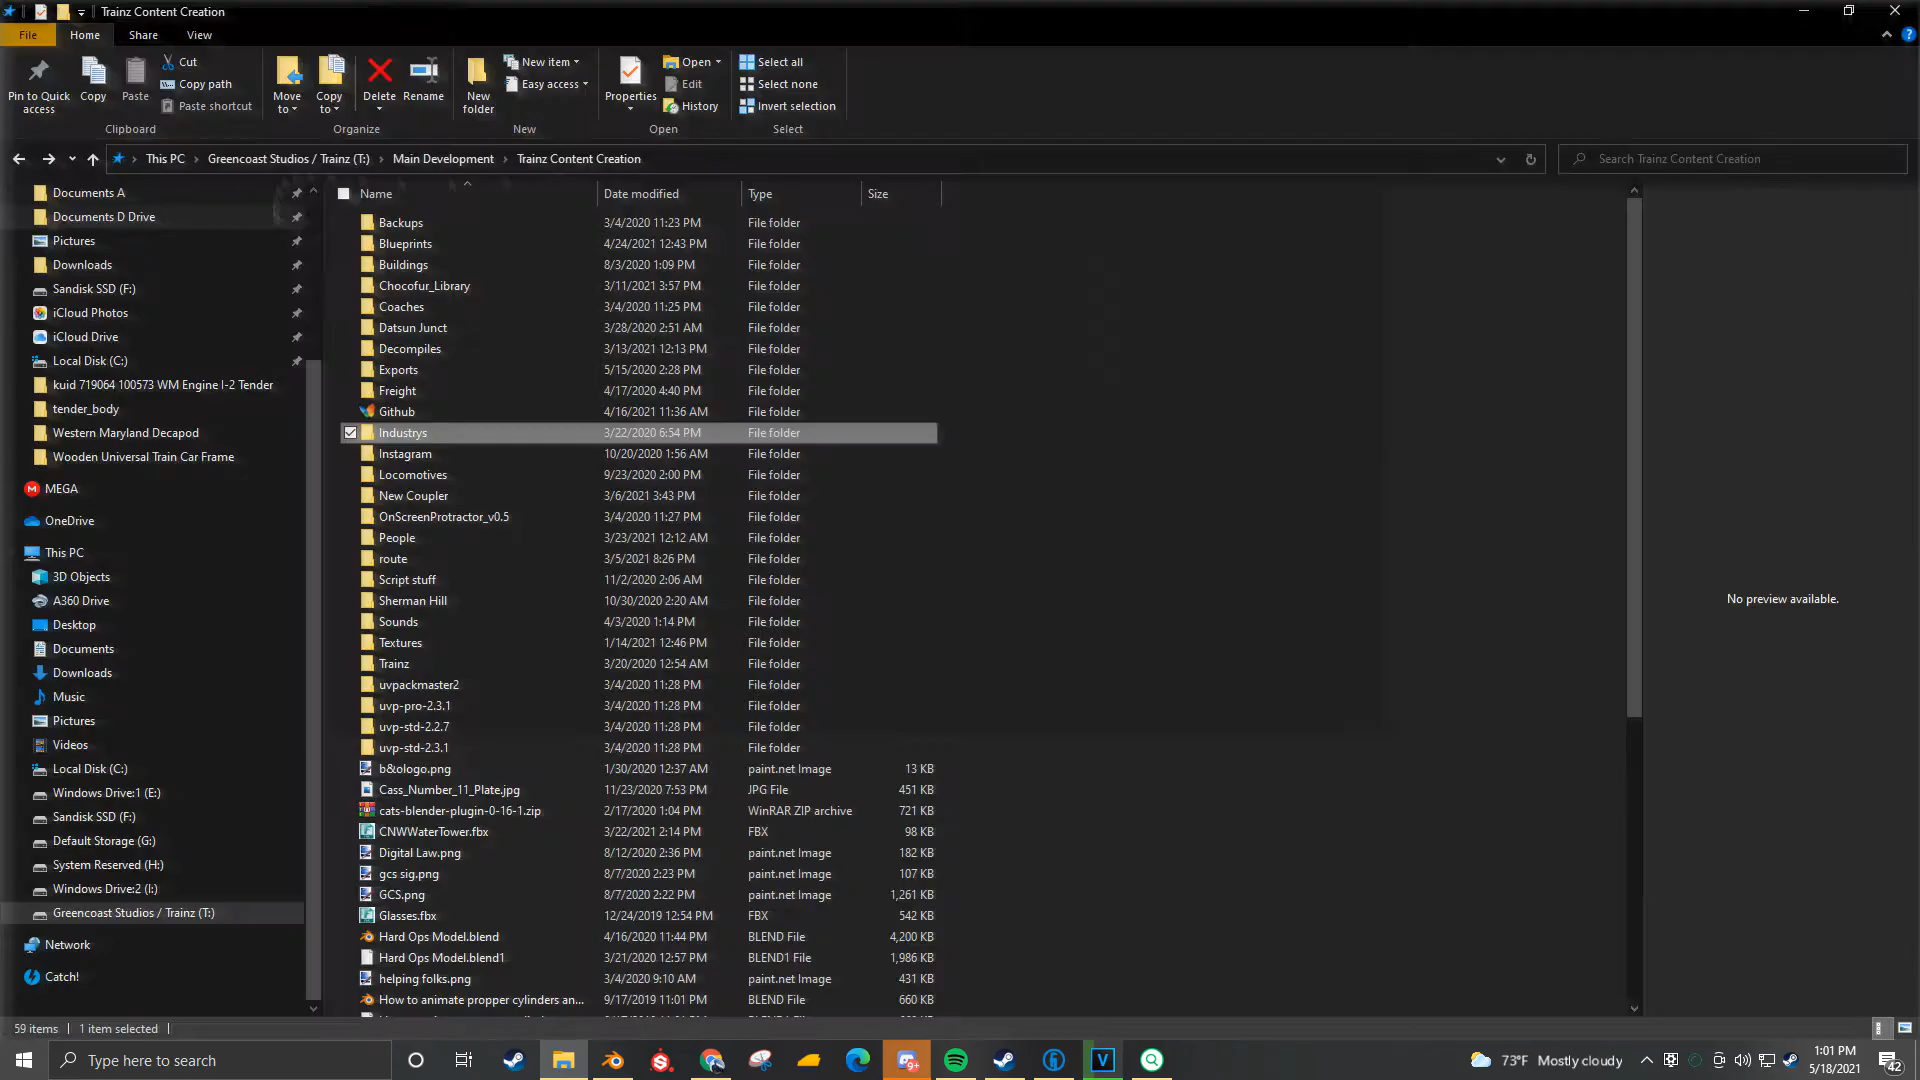 Trainz Content Creation
File
Home
Share
View
Pin to Quick access
Copy
Paste
Cut
Copy path
Paste shortcut
Clipboard
Move to
Copy to
Delete
Rename
Organize
New folder
New item
Easy access
New
Properties
Open
Edit
History
Open
Select all
Select none
Invert selection
Select
This PC > Greencoast Studios / Trainz (T:) > Main Development > Trainz Content Creation
Search Trainz Content Creation
Documents A
Documents D Drive
Pictures
Downloads
Sandisk SSD (F:)
iCloud Photos
iCloud Drive
Local Disk (C:)
kuid 719064 100573 WM Engine I-2 Tender
tender_body
Western Maryland Decapod
Wooden Universal Train Car Frame
MEGA
OneDrive
This PC
3D Objects
A360 Drive
Desktop
Documents
Downloads
Music
Pictures
Videos
Local Disk (C:)
Windows Drive:1 (E:)
Sandisk SSD (F:)
Default Storage (G:)
System Reserved (H:)
Windows Drive:2 (I:)
Greencoast Studios / Trainz (T:)
Network
Catch!
Name Date modified Type Size
Backups 3/4/2020 11:23 PM File folder
Blueprints 4/24/2021 12:43 PM File folder
Buildings 8/3/2020 1:09 PM File folder
Chocofur_Library 3/11/2021 3:57 PM File folder
Coaches 3/4/2020 11:25 PM File folder
Datsun Junct 3/28/2020 2:51 AM File folder
Decompiles 3/13/2021 12:13 PM File folder
Exports 5/15/2020 2:28 PM File folder
Freight 4/17/2020 4:40 PM File folder
Github 4/16/2021 11:36 AM File folder
Industrys 3/22/2020 6:54 PM File folder
Instagram 10/20/2020 1:56 AM File folder
Locomotives 9/23/2020 2:00 PM File folder
New Coupler 3/6/2021 3:43 PM File folder
OnScreenProtractor_v0.5 3/4/2020 11:27 PM File folder
People 3/23/2021 12:12 AM File folder
route 3/5/2021 8:26 PM File folder
Script stuff 11/2/2020 2:06 AM File folder
Sherman Hill 10/30/2020 2:20 AM File folder
Sounds 4/3/2020 1:14 PM File folder
Textures 1/14/2021 12:46 PM File folder
Trainz 3/20/2020 12:54 AM File folder
uvpackmaster2 3/4/2020 11:28 PM File folder
uvp-pro-2.3.1 3/4/2020 11:28 PM File folder
uvp-std-2.2.7 3/4/2020 11:28 PM File folder
uvp-std-2.3.1 3/4/2020 11:28 PM File folder
b&ologo.png 1/30/2020 12:37 AM paint.net Image 13 KB
Cass_Number_11_Plate.jpg 11/23/2020 7:53 PM JPG File 451 KB
cats-blender-plugin-0-16-1.zip 2/17/2020 1:04 PM WinRAR ZIP archive 721 KB
CNWWaterTower.fbx 3/22/2021 2:14 PM FBX 98 KB
Digital Law.png 8/12/2020 2:36 PM paint.net Image 182 KB
gcs sig.png 8/7/2020 2:23 PM paint.net Image 107 KB
GCS.png 8/7/2020 2:22 PM paint.net Image 1,261 KB
Glasses.fbx 12/24/2019 12:54 PM FBX 542 KB
Hard Ops Model.blend 4/16/2020 11:44 PM BLEND File 4,200 KB
Hard Ops Model.blend1 3/21/2020 12:57 PM BLEND1 File 1,986 KB
helping folks.png 3/4/2020 9:10 AM paint.net Image 431 KB
How to animate propper cylinders an... 9/17/2019 11:01 PM BLEND File 660 KB
No preview available.
59 items
1 item selected
Type here to search
9+
V
73°F Mostly cloudy
1:01 PM
5/18/2021
42